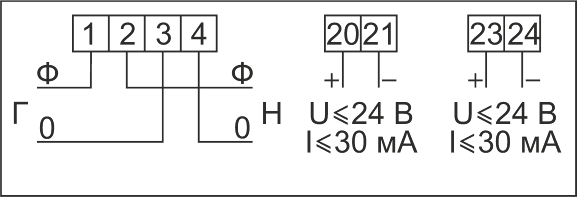 1 2 3 4 20 21 23 24
Ф Ф + − + −
Г 0 0 Н
U⩽24 В U⩽24 В
I⩽30 мА I⩽30 мА